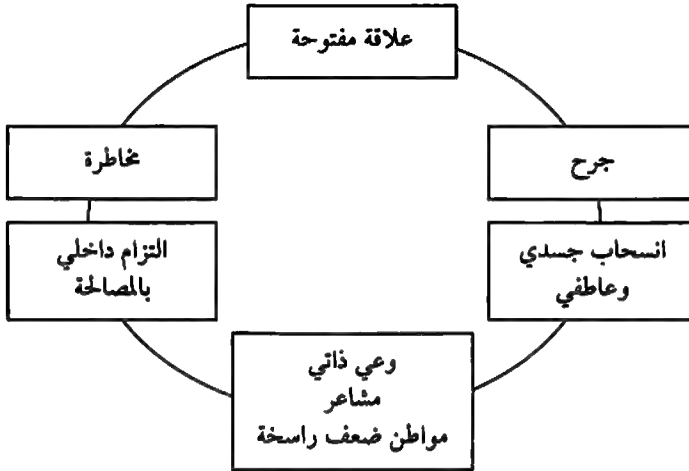 علاقة مفتوحة
جرح
مخاطرة
انسحاب جسدي
وعاطفي
التزام داخلي
بالمصالحة
وعي ذاتي
مشاعر
مواطن ضعف راسخة